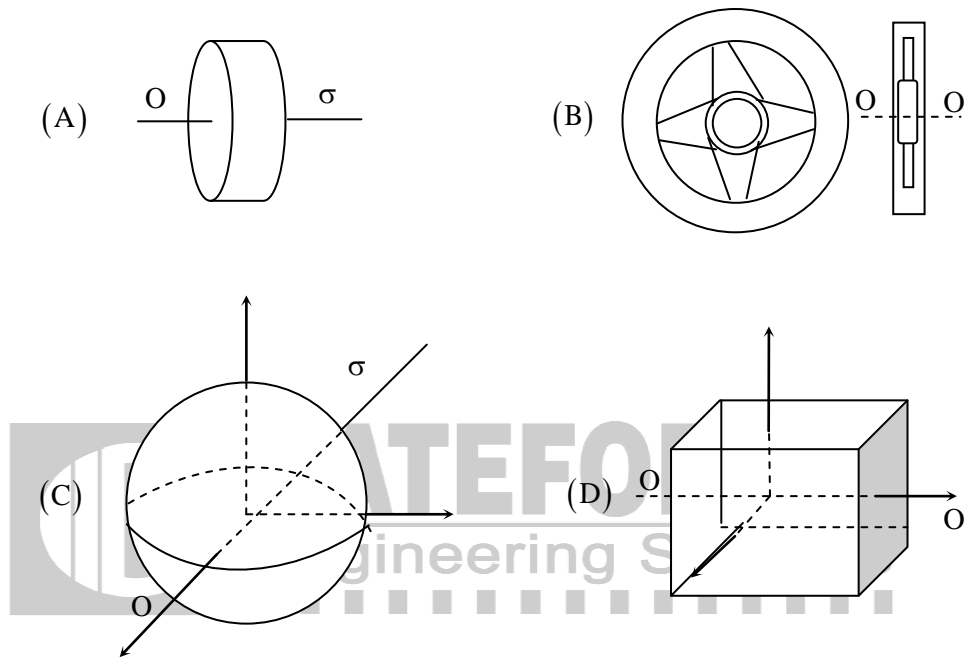 (A) O σ
(B) O O
(C) σ O
(D) O O
ATEFO
gineering S